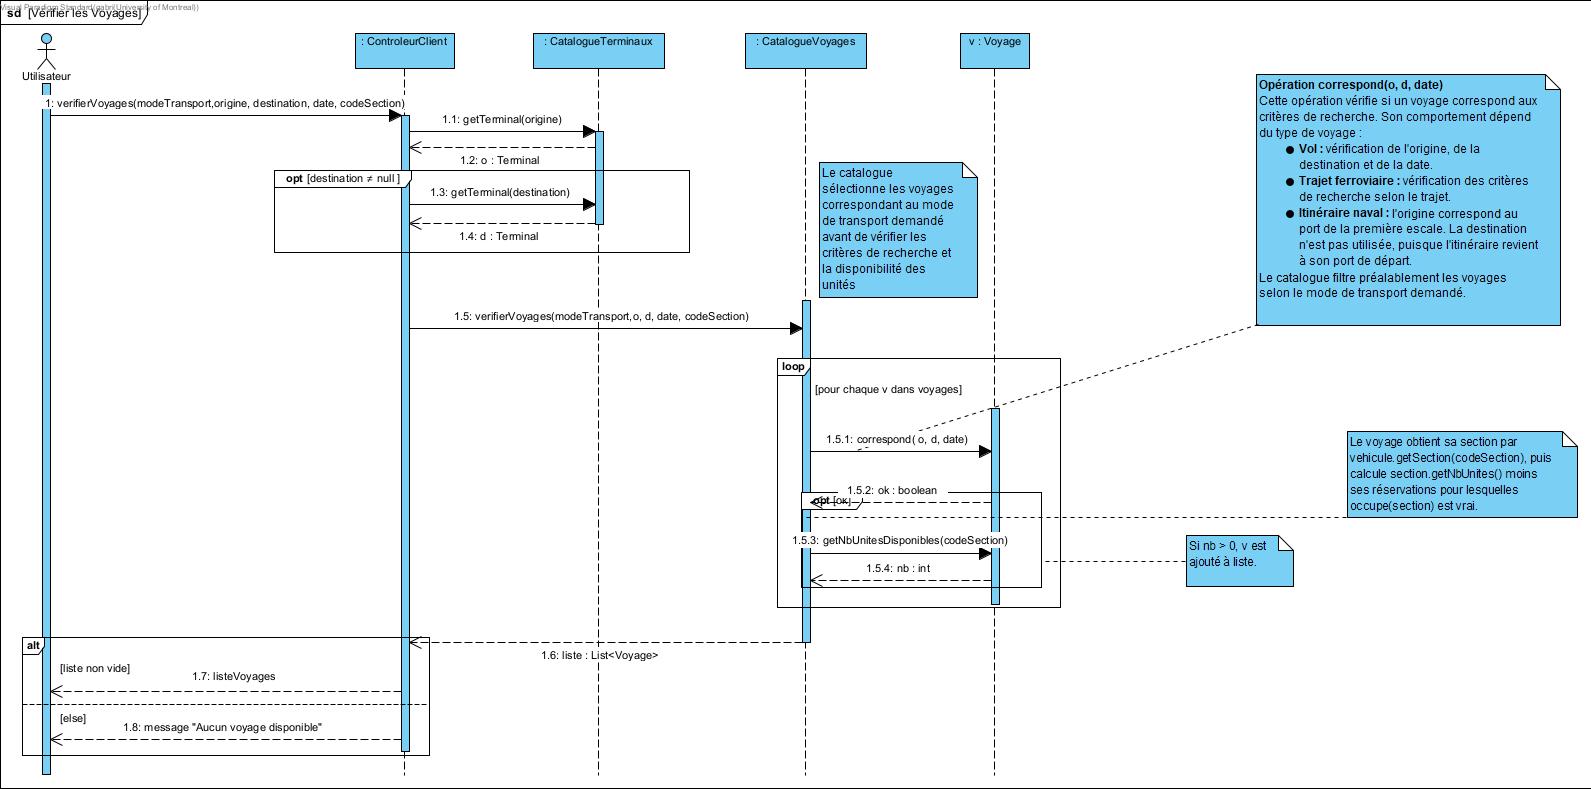 Visual Paradigm Standard(gabri(University of Montreal))
sd [Vérifier les Voyages]
: ControleurClient
: CatalogueTerminaux
: CatalogueVoyages
v : Voyage
Utilisateur
Opération correspond(o, d, date)
Cette opération vérifie si un voyage correspond aux
critères de recherche. Son comportement dépend
du type de voyage :
● Vol : vérification de l'origine, de la
destination et de la date.
● Trajet ferroviaire : vérification des critères
de recherche selon le trajet.
● Itinéraire naval : l'origine correspond au
port de la première escale. La destination
n'est pas utilisée, puisque l'itinéraire revient
à son port de départ.
Le catalogue filtre préalablement les voyages
selon le mode de transport demandé.
1: verifierVoyages(modeTransport,origine, destination, date, codeSection)
1.1: getTerminal(origine)
1.2: o : Terminal
opt [destination ≠ null ]
1.3: getTerminal(destination)
1.4: d : Terminal
Le catalogue
sélectionne les voyages
correspondant au mode
de transport demandé
avant de vérifier les
critères de recherche et
la disponibilité des
unités
1.5: verifierVoyages(modeTransport,o, d, date, codeSection)
loop
[pour chaque v dans voyages]
1.5.1: correspond( o, d, date)
Le voyage obtient sa section par
vehicule.getSection(codeSection), puis
calcule section.getNbUnites() moins
ses réservations pour lesquelles
occupe(section) est vrai.
1.5.2: ok : boolean
opt [ok]
1.5.3: getNbUnitesDisponibles(codeSection)
Si nb > 0, v est
ajouté à liste.
1.5.4: nb : int
alt
1.6: liste : List<Voyage>
[liste non vide]
1.7: listeVoyages
[else]
1.8: message "Aucun voyage disponible"